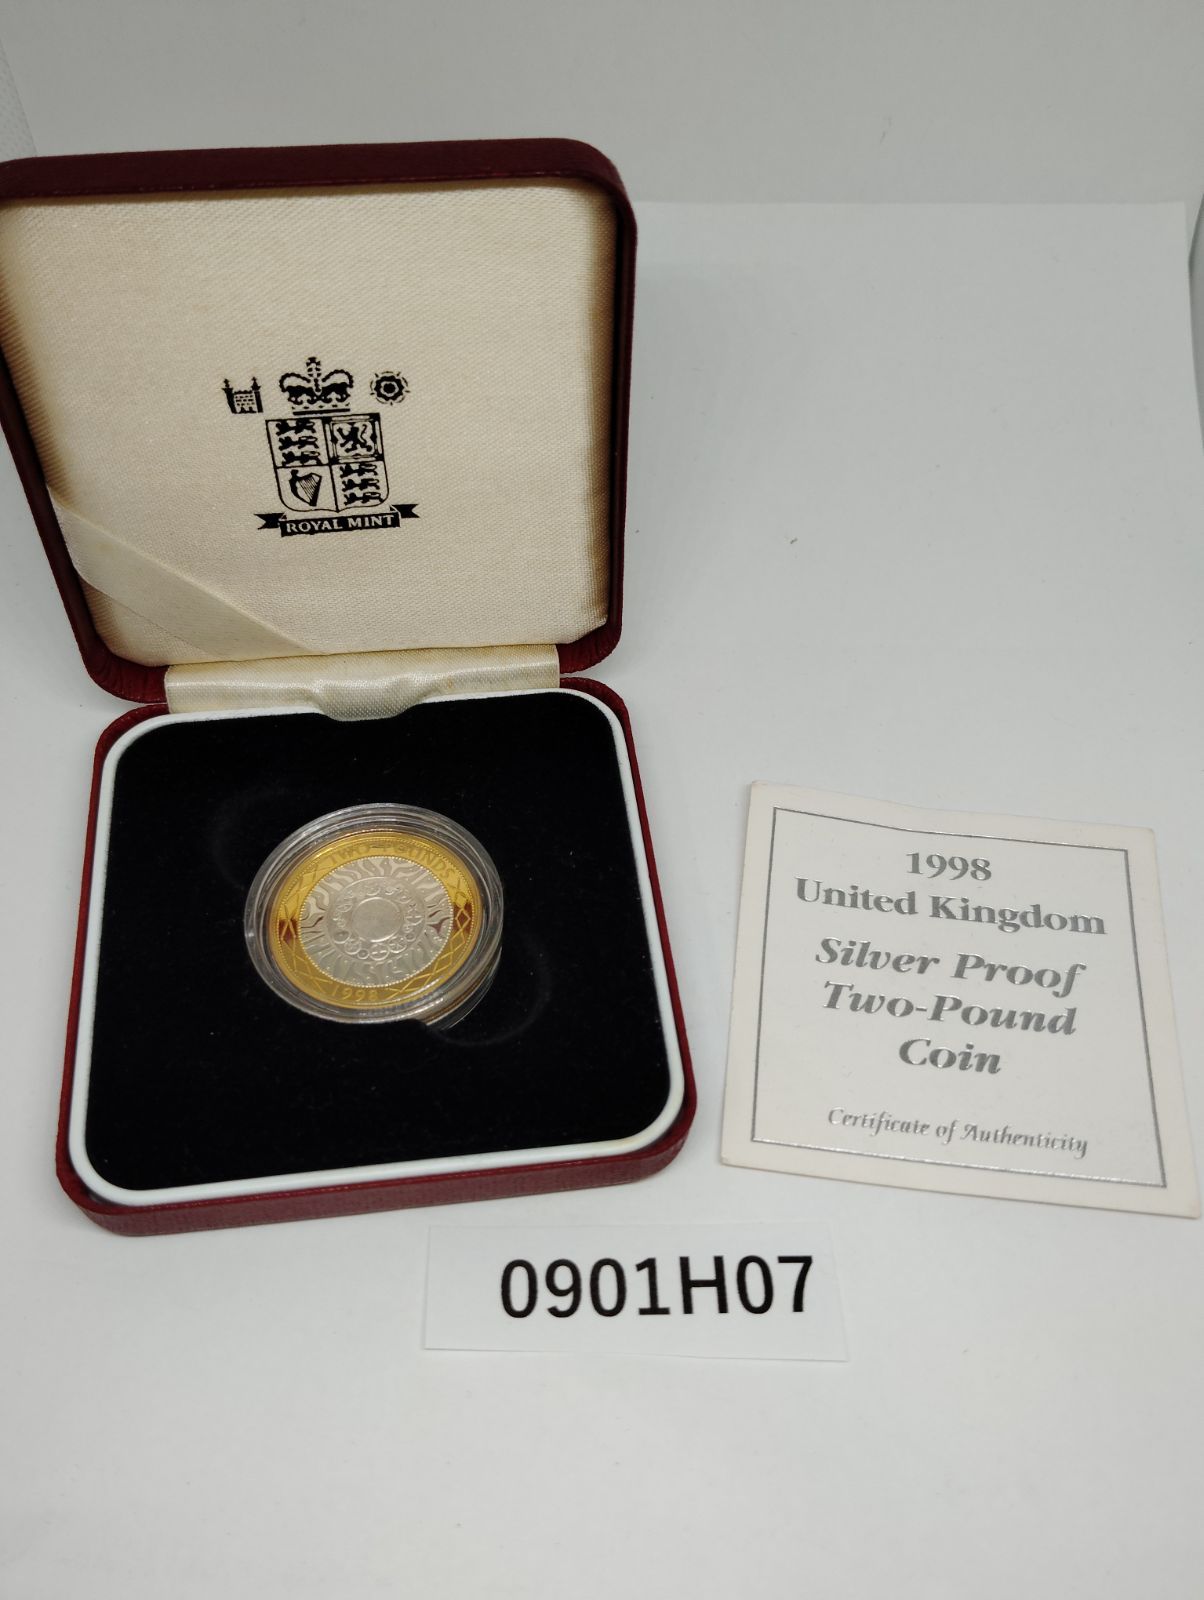 ROYAL MINT
TWO POUNDS
1998
1998
United Kingdom
Silver Proof
Two-Pound
Coin
Certificate of Authenticity
0901H07